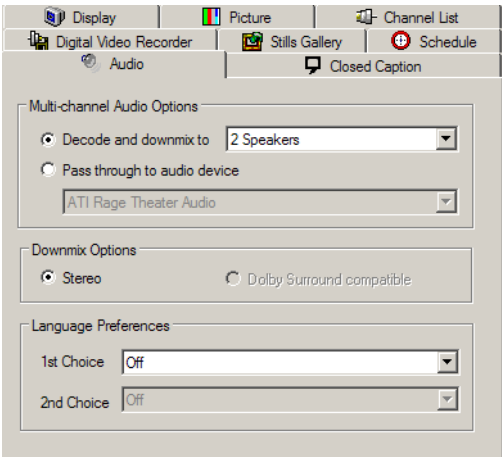 Display Picture Channel List
Digital Video Recorder Stills Gallery Schedule
Audio Closed Caption
Multi-channel Audio Options
Decode and downmix to 2 Speakers
Pass through to audio device
ATI Rage Theater Audio
Downmix Options
Stereo Dolby Surround compatible
Language Preferences
1st Choice Off
2nd Choice Off